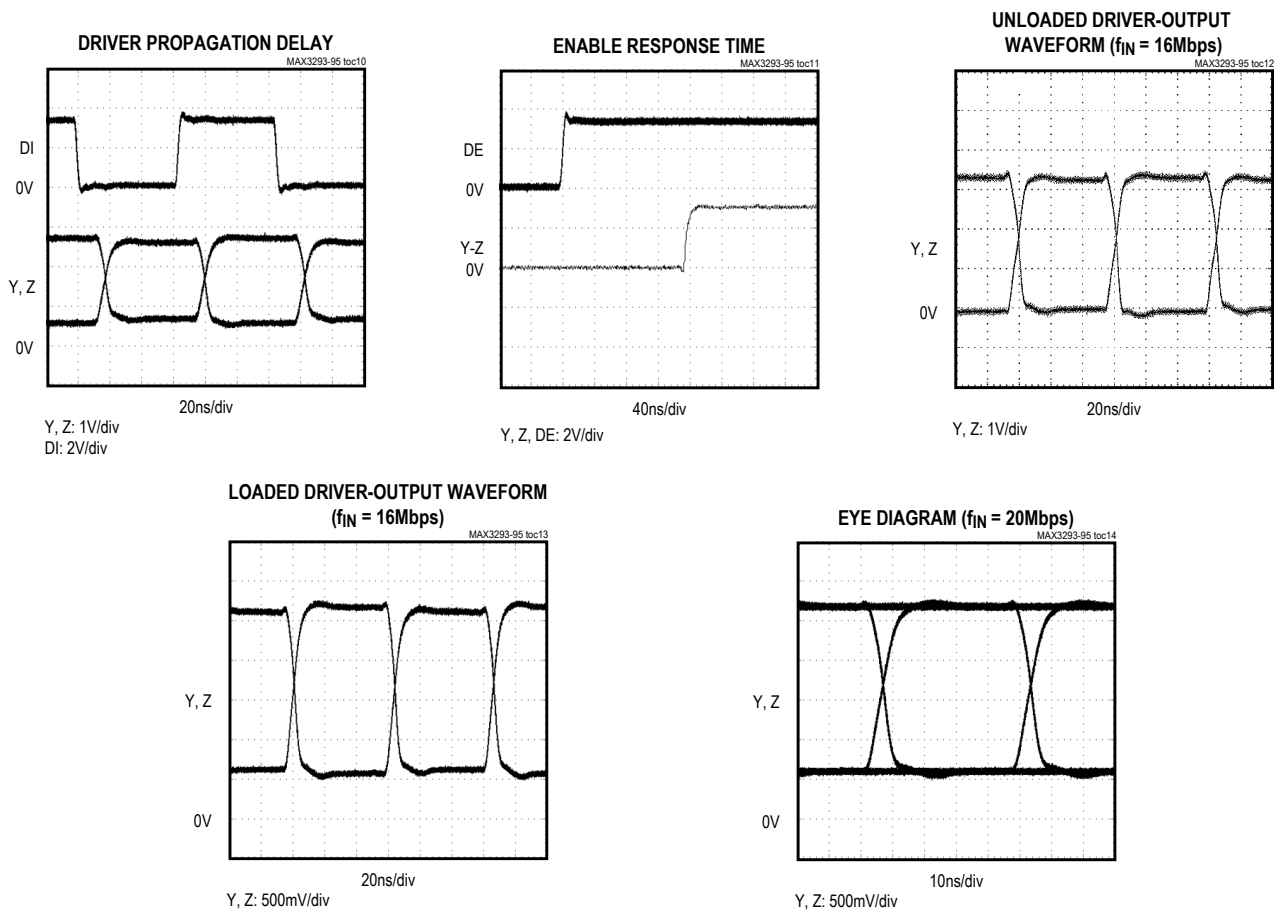 DRIVER PROPAGATION DELAY
MAX3293-95 toc10
DI
0V
Y, Z
0V
20ns/div
Y, Z: 1V/div
DI: 2V/div
ENABLE RESPONSE TIME
MAX3293-95 toc11
DE
0V
Y-Z
0V
40ns/div
Y, Z, DE: 2V/div
UNLOADED DRIVER-OUTPUT
WAVEFORM (fIN = 16Mbps)
MAX3293-95 toc12
Y, Z
0V
20ns/div
Y, Z: 1V/div
LOADED DRIVER-OUTPUT WAVEFORM
(fIN = 16Mbps)
MAX3293-95 toc13
Y, Z
0V
20ns/div
Y, Z: 500mV/div
EYE DIAGRAM (fIN = 20Mbps)
MAX3293-95 toc14
Y, Z
0V
10ns/div
Y, Z: 500mV/div